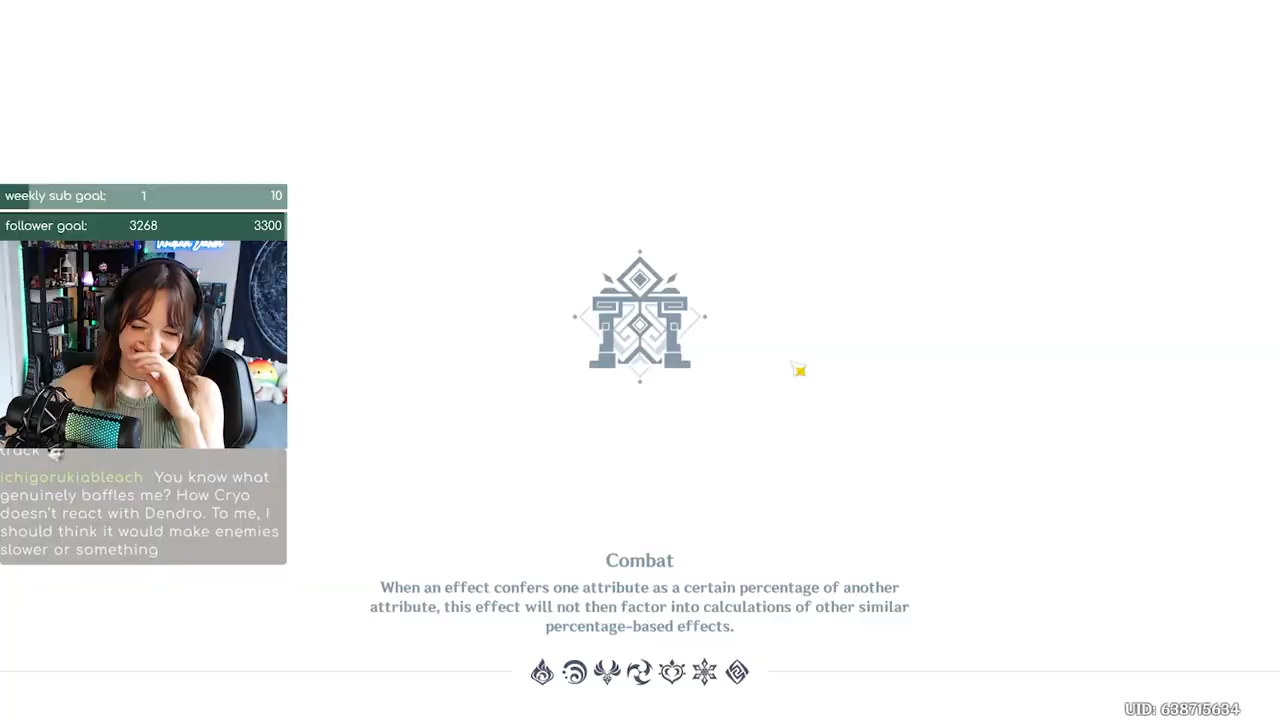 weekly sub goal: 1 10
follower goal: 3268 3300
track
ichigorukiableach You know what
genuinely baffles me? How Cryo
doesn't react with Dendro. To me, I
should think it would make enemies
slower or something
Combat
When an effect confers one attribute as a certain percentage of another
attribute, this effect will not then factor into calculations of other similar
percentage-based effects.
UID: 638715634